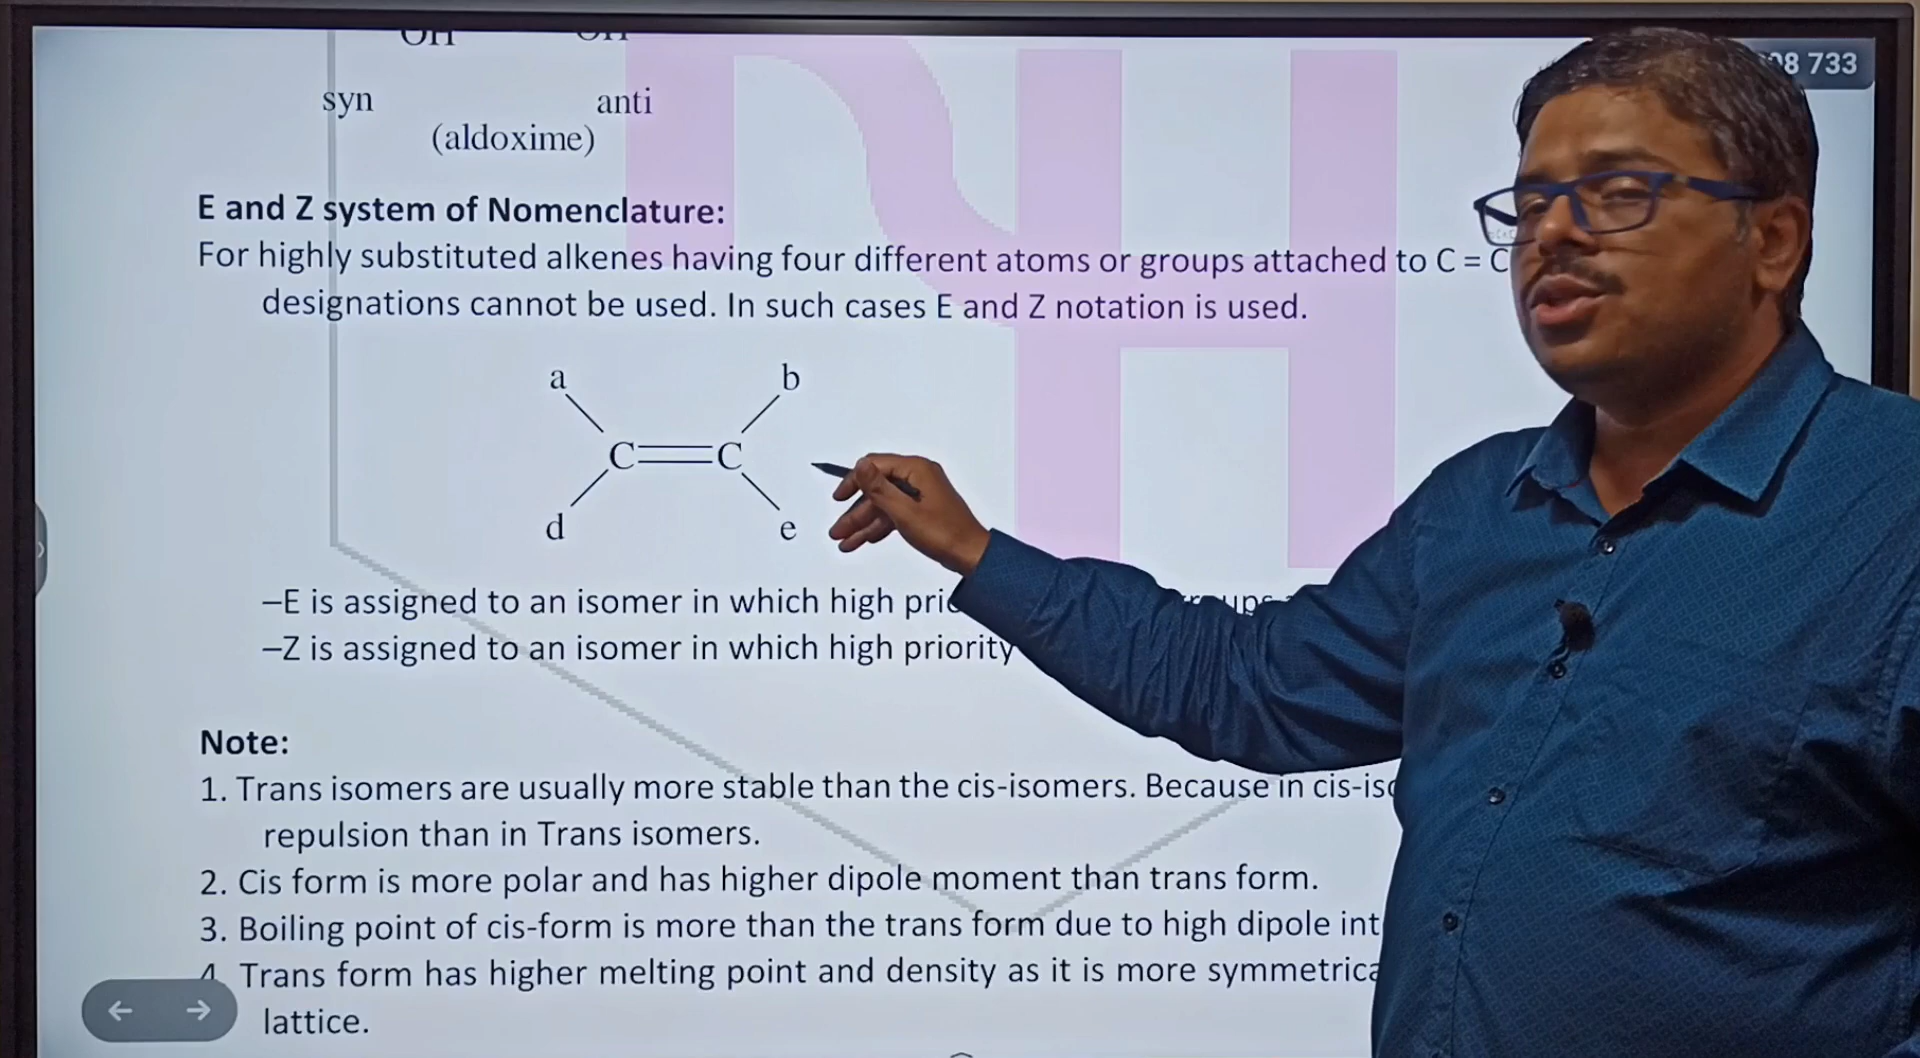 OH OH
syn anti
(aldoxime)
08 733
E and Z system of Nomenclature:
For highly substituted alkenes having four different atoms or groups attached to C = C
designations cannot be used. In such cases E and Z notation is used.
a b
C C
d e
–E is assigned to an isomer in which high
–Z is assigned to an isomer in which high priority
Note:
1. Trans isomers are usually more stable than the cis-isomers. Because in
repulsion than in Trans isomers.
2. Cis form is more polar and has higher dipole moment than trans form.
3. Boiling point of cis-form is more than the trans form due to high dipole
4. Trans form has higher melting point and density as it is more
lattice.